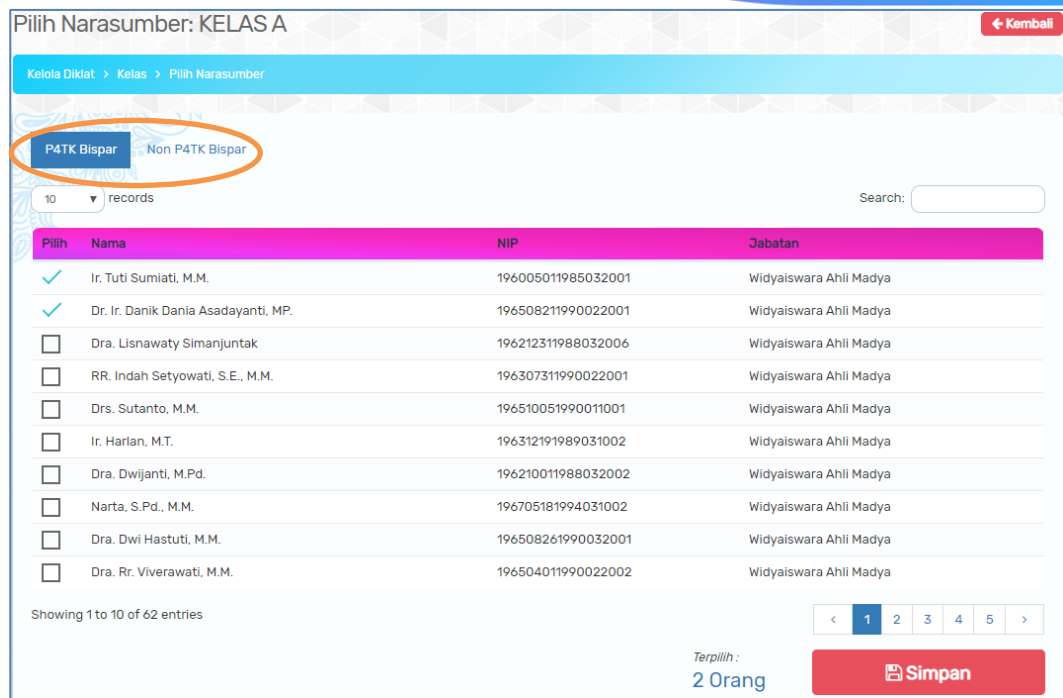 Pilih Narasumber: KELAS A
Kembali
Kelola Diklat > Kelas > Pilih Narasumber
P4TK Bispar Non P4TK Bispar
10 records Search:
Pilih Nama NIP Jabatan
Ir. Tuti Sumiati, M.M. 196005011985032001 Widyaiswara Ahli Madya
Dr. Ir. Danik Dania Asadayanti, MP. 196508211990022001 Widyaiswara Ahli Madya
Dra. Lisnawaty Simanjuntak 196212311988032006 Widyaiswara Ahli Madya
RR. Indah Setyowati, S.E., M.M. 196307311990022001 Widyaiswara Ahli Madya
Drs. Sutanto, M.M. 196510051990011001 Widyaiswara Ahli Madya
Ir. Harlan, M.T. 196312191989031002 Widyaiswara Ahli Madya
Dra. Dwijanti, M.Pd. 196210011988032002 Widyaiswara Ahli Madya
Narta, S.Pd., M.M. 196705181994031002 Widyaiswara Ahli Madya
Dra. Dwi Hastuti, M.M. 196508261990032001 Widyaiswara Ahli Madya
Dra. Rr. Viverawati, M.M. 196504011990022002 Widyaiswara Ahli Madya
Showing 1 to 10 of 62 entries < 1 2 3 4 5 >
Terpilih :
2 Orang
Simpan